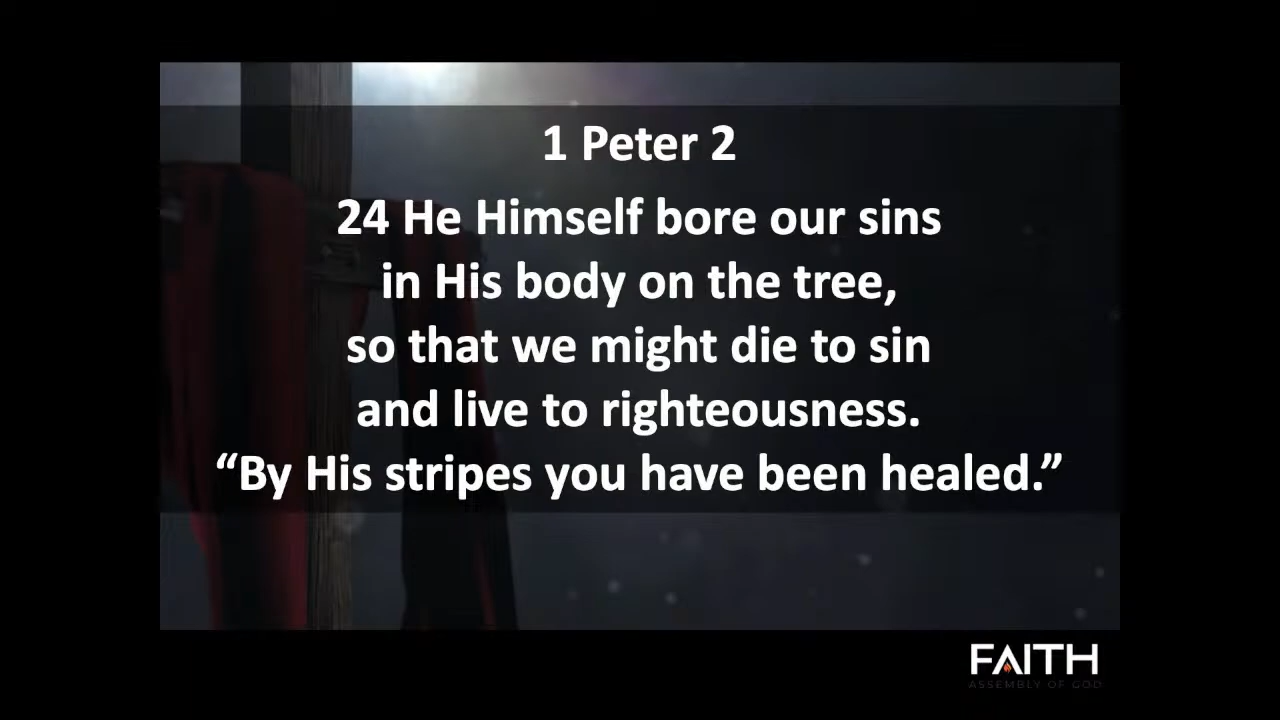 1 Peter 2
24 He Himself bore our sins
in His body on the tree,
so that we might die to sin
and live to righteousness.
“By His stripes you have been healed.”
FAITH
ASSEMBLY OF GOD